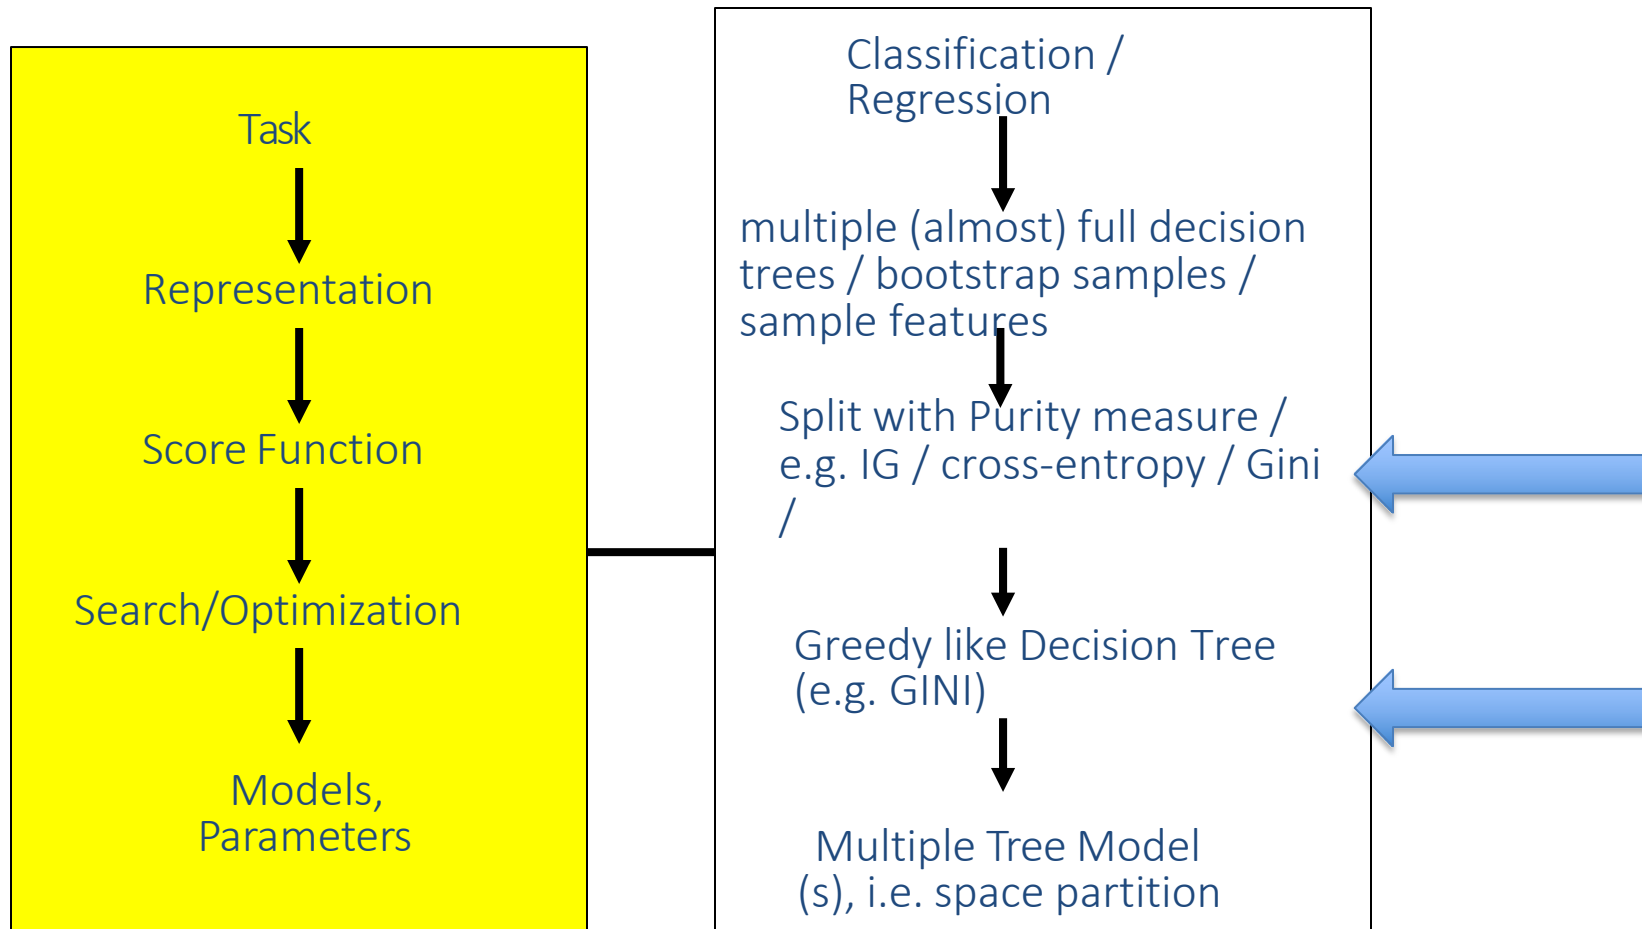 Task
Representation
Score Function
Search/Optimization
Models,
Parameters
Classification /
Regression
multiple (almost) full decision
trees / bootstrap samples /
sample features
Split with Purity measure /
e.g. IG / cross-entropy / Gini
/
Greedy like Decision Tree
(e.g. GINI)
Multiple Tree Model
(s), i.e. space partition